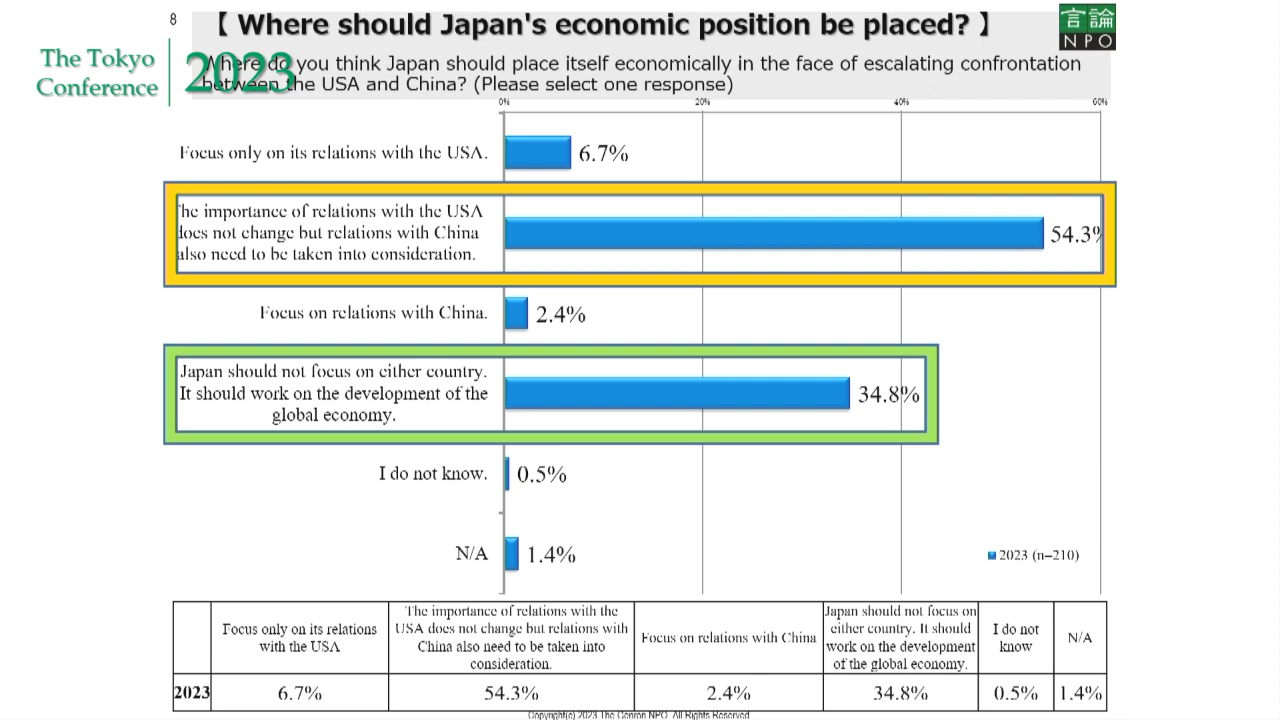 8
【 Where should Japan's economic position be placed? 】
言論
NPO
The Tokyo
Conference
2023
Where do you think Japan should place itself economically in the face of escalating confrontation
between the USA and China? (Please select one response)
0%
20%
40%
60%
Focus only on its relations with the USA.
6.7%
The importance of relations with the USA
does not change but relations with China
also need to be taken into consideration.
54.3%
Focus on relations with China.
2.4%
Japan should not focus on either country.
It should work on the development of the
global economy.
34.8%
I do not know.
0.5%
N/A
1.4%
2023 (n=210)
Focus only on its relations
with the USA
The importance of relations with the
USA does not change but relations with
China also need to be taken into
consideration.
Focus on relations with China
Japan should not focus on
either country. It should
work on the development
of the global economy.
I do not
know
N/A
2023
6.7%
54.3%
2.4%
34.8%
0.5%
1.4%
Copyright(c) 2023 The Genron NPO. All Rights Reserved